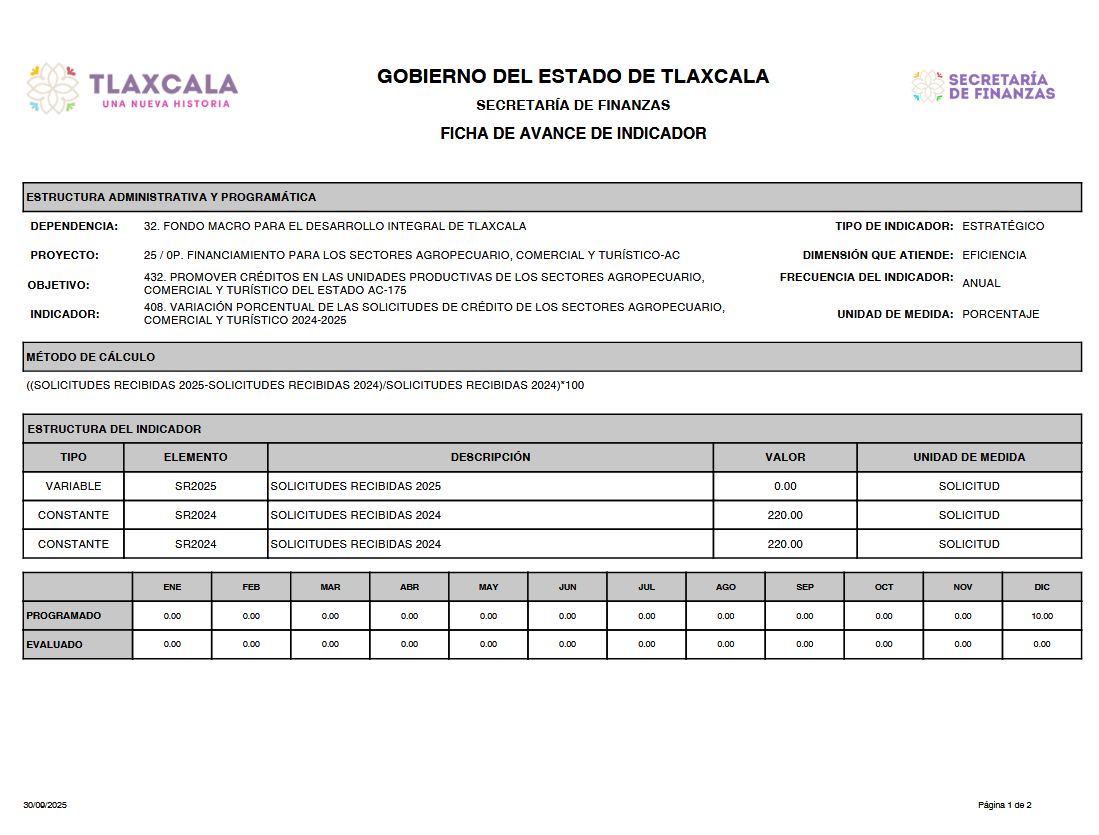 TLAXCALA
UNA NUEVA HISTORIA
GOBIERNO DEL ESTADO DE TLAXCALA
SECRETARÍA DE FINANZAS
FICHA DE AVANCE DE INDICADOR
SECRETARÍA
DE FINANZAS
ESTRUCTURA ADMINISTRATIVA Y PROGRAMÁTICA
DEPENDENCIA: 32. FONDO MACRO PARA EL DESARROLLO INTEGRAL DE TLAXCALA TIPO DE INDICADOR: ESTRATÉGICO
PROYECTO: 25 / 0P. FINANCIAMIENTO PARA LOS SECTORES AGROPECUARIO, COMERCIAL Y TURÍSTICO-AC DIMENSIÓN QUE ATIENDE: EFICIENCIA
OBJETIVO: 432. PROMOVER CRÉDITOS EN LAS UNIDADES PRODUCTIVAS DE LOS SECTORES AGROPECUARIO,
COMERCIAL Y TURÍSTICO DEL ESTADO AC-175
FRECUENCIA DEL INDICADOR: ANUAL
INDICADOR: 408. VARIACIÓN PORCENTUAL DE LAS SOLICITUDES DE CRÉDITO DE LOS SECTORES AGROPECUARIO,
COMERCIAL Y TURÍSTICO 2024-2025
UNIDAD DE MEDIDA: PORCENTAJE
MÉTODO DE CÁLCULO
((SOLICITUDES RECIBIDAS 2025-SOLICITUDES RECIBIDAS 2024)/SOLICITUDES RECIBIDAS 2024)*100
ESTRUCTURA DEL INDICADOR
TIPO ELEMENTO DESCRIPCIÓN VALOR UNIDAD DE MEDIDA
VARIABLE SR2025 SOLICITUDES RECIBIDAS 2025 0.00 SOLICITUD
CONSTANTE SR2024 SOLICITUDES RECIBIDAS 2024 220.00 SOLICITUD
CONSTANTE SR2024 SOLICITUDES RECIBIDAS 2024 220.00 SOLICITUD
ENE FEB MAR ABR MAY JUN JUL AGO SEP OCT NOV DIC
PROGRAMADO 0.00 0.00 0.00 0.00 0.00 0.00 0.00 0.00 0.00 0.00 0.00 10.00
EVALUADO 0.00 0.00 0.00 0.00 0.00 0.00 0.00 0.00 0.00 0.00 0.00 0.00
30/09/2025 Página 1 de 2